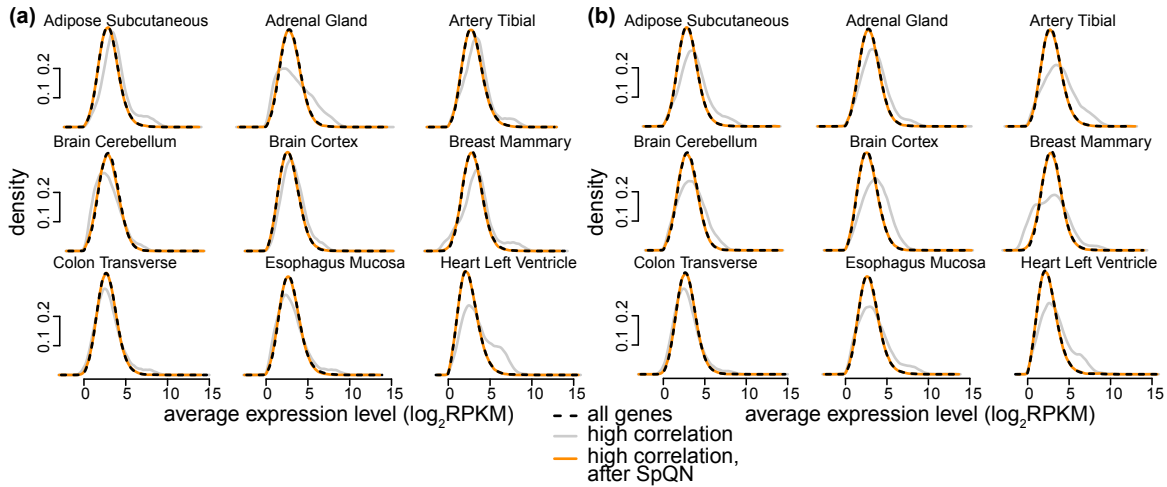 (a)
Adipose Subcutaneous Adrenal Gland Artery Tibial
0.1 0.2
Brain Cerebellum Brain Cortex Breast Mammary
0.1 0.2
Colon Transverse Esophagus Mucosa Heart Left Ventricle
0.1 0.2
density
0 5 10 15 0 5 10 15 0 5 10 15
average expression level (log₂RPKM)
(b)
Adipose Subcutaneous Adrenal Gland Artery Tibial
0.1 0.2
Brain Cerebellum Brain Cortex Breast Mammary
0.1 0.2
Colon Transverse Esophagus Mucosa Heart Left Ventricle
0.1 0.2
density
0 5 10 15 0 5 10 15 0 5 10 15
average expression level (log₂RPKM)
all genes
high correlation
high correlation,
after SpQN